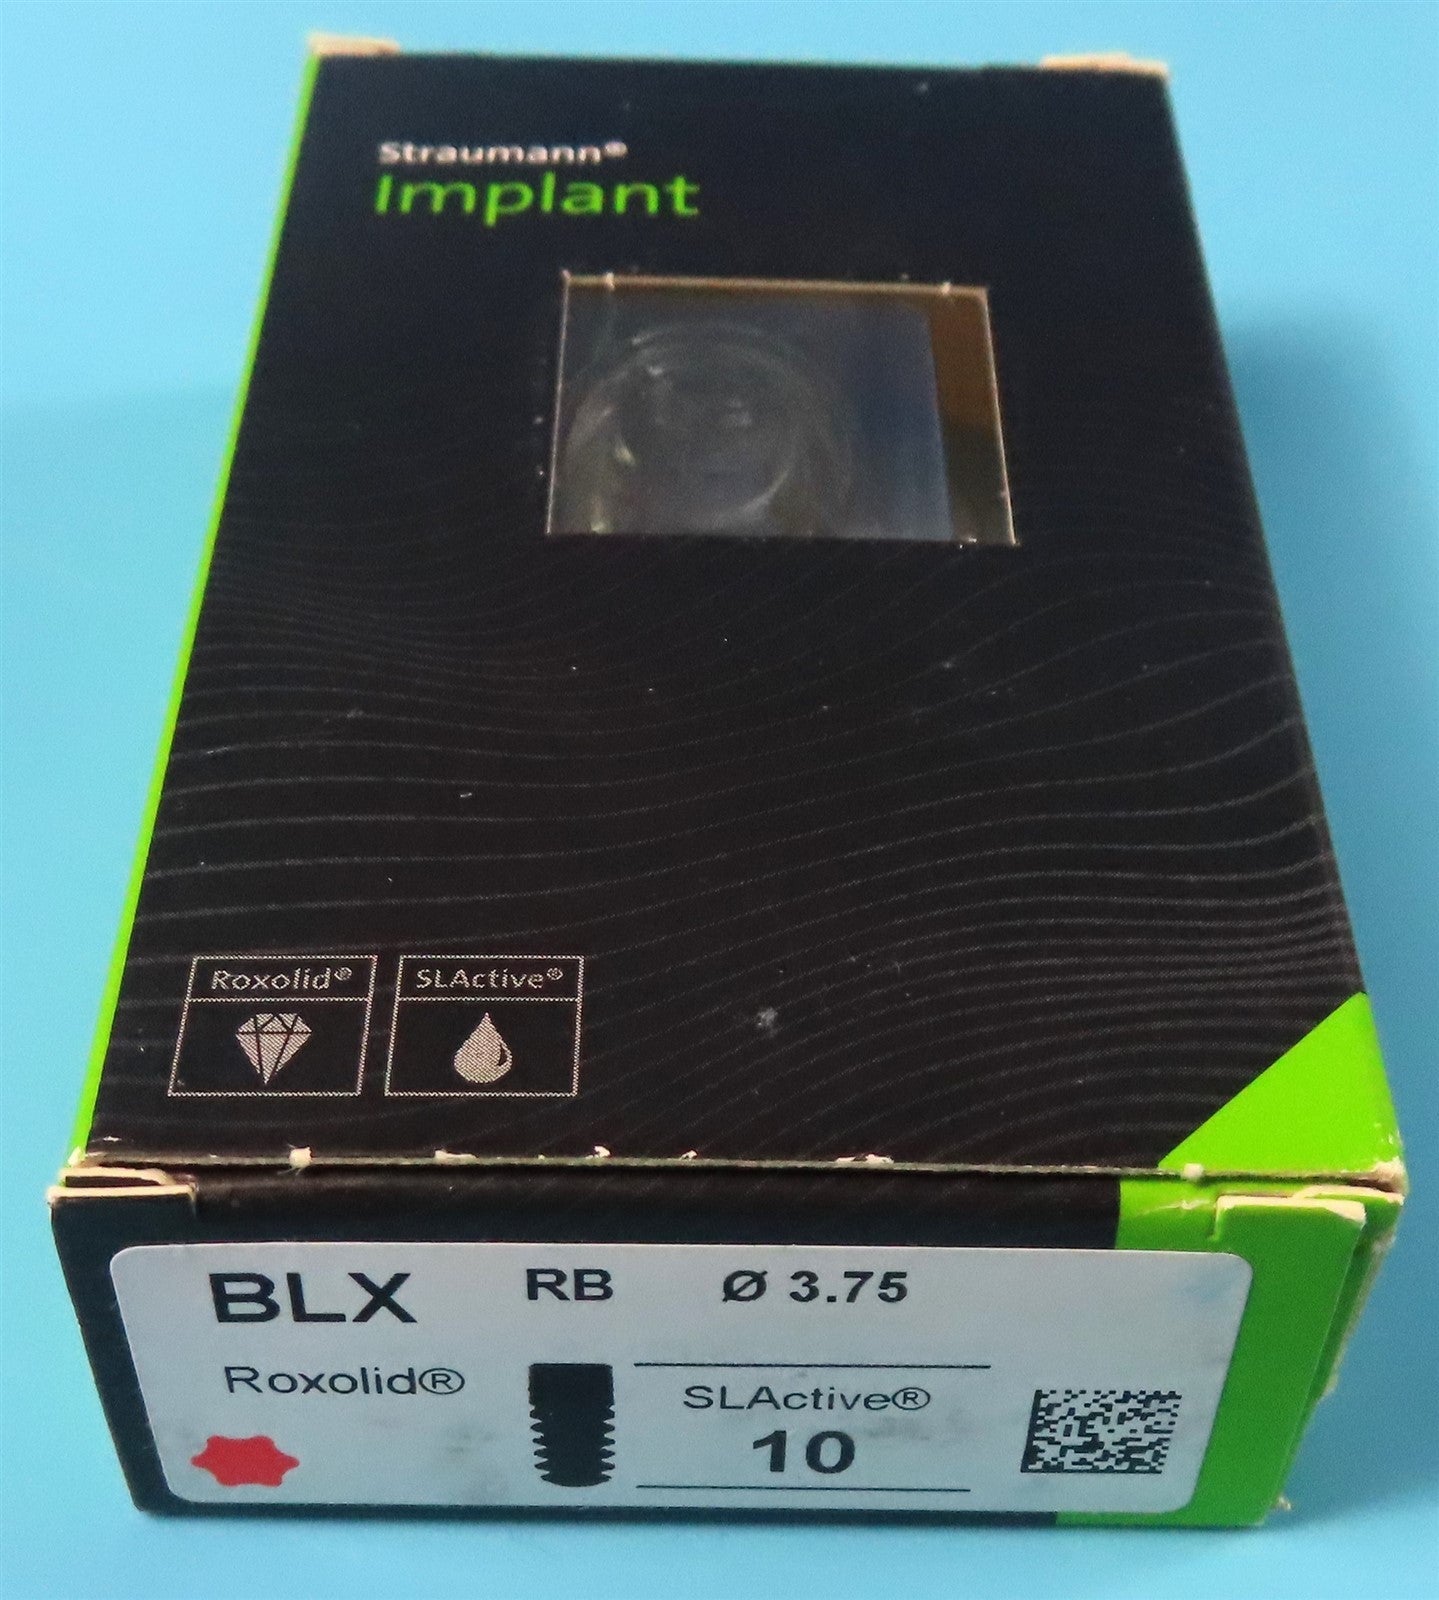 Straumann®
Implant
Roxolid® SLActive®
BLX RB Ø 3.75
Roxolid® SLActive®
10